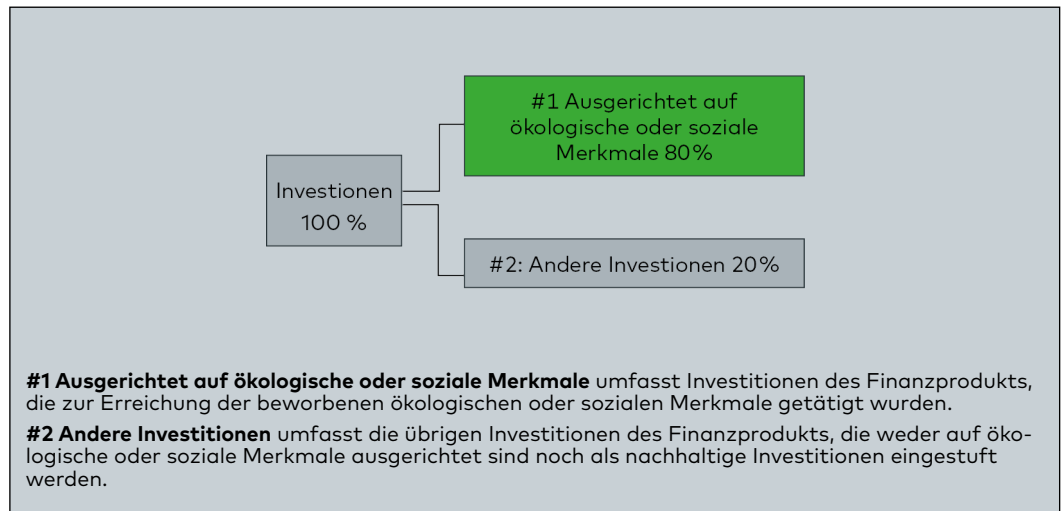 #1 Ausgerichtet auf
ökologische oder soziale
Merkmale 80%
Investionen
100 %
#2: Andere Investionen 20%
#1 Ausgerichtet auf ökologische oder soziale Merkmale umfasst Investitionen des Finanzprodukts,
die zur Erreichung der beworbenen ökologischen oder sozialen Merkmale getätigt wurden.
#2 Andere Investitionen umfasst die übrigen Investitionen des Finanzprodukts, die weder auf öko-
logische oder soziale Merkmale ausgerichtet sind noch als nachhaltige Investitionen eingestuft
werden.